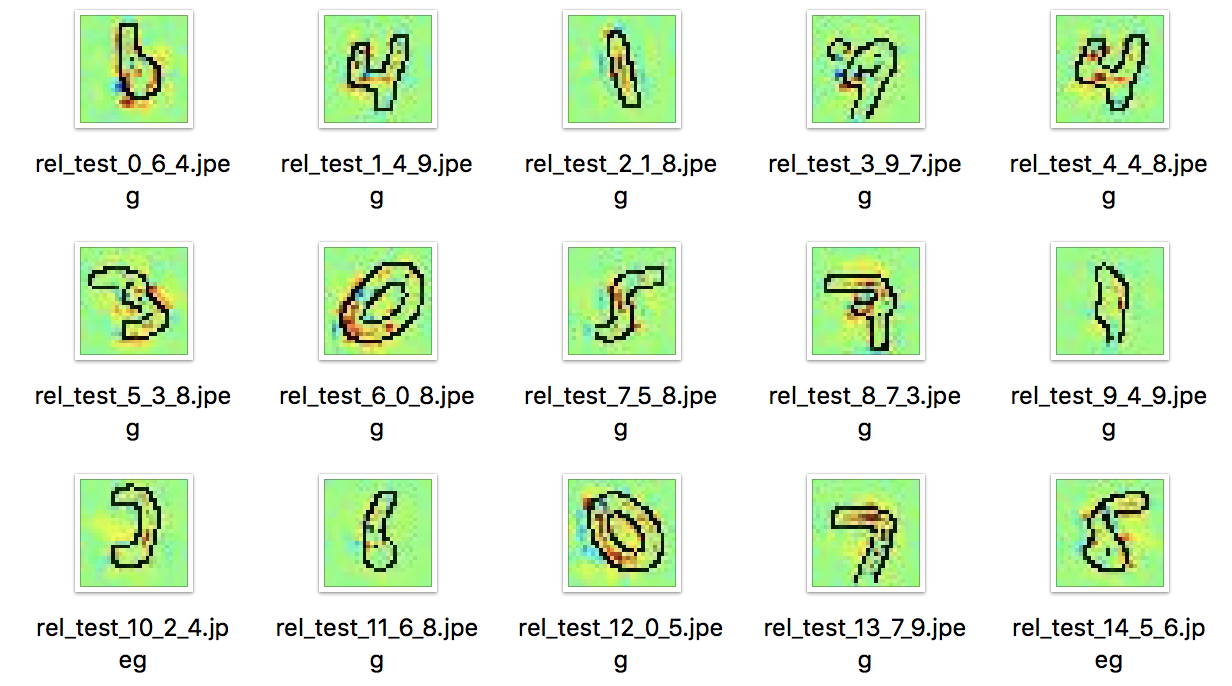 rel_test_0_6_4.jpe rel_test_1_4_9.jpe rel_test_2_1_8.jpe rel_test_3_9_7.jpe rel_test_4_4_8.jpe
g g g g g
rel_test_5_3_8.jpe rel_test_6_0_8.jpe rel_test_7_5_8.jpe rel_test_8_7_3.jpe rel_test_9_4_9.jpe
g g g g g
rel_test_10_2_4.jp rel_test_11_6_8.jpe rel_test_12_0_5.jpe rel_test_13_7_9.jpe rel_test_14_5_6.jp
eg g g g eg